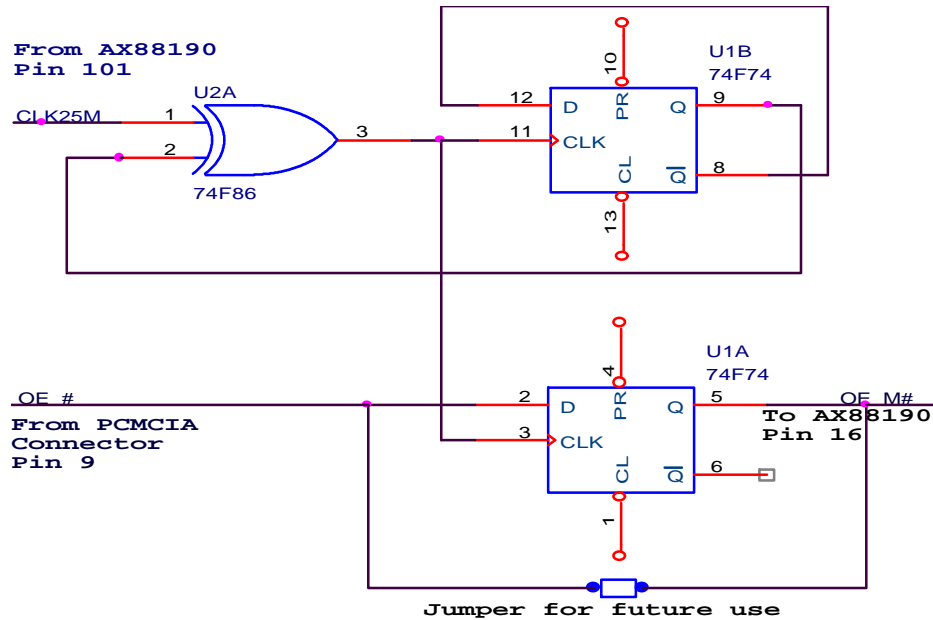 From AX88190
Pin 101
CLK25M
U2A
1
2
3
74F86
U1B
74F74
10
12
D
PR
Q
9
11
CLK
CL
Q
8
13
U1A
74F74
4
OE_#
2
D
PR
Q
5
OE_M#
From PCMCIA
Connector
Pin 9
3
CLK
CL
Q
6
To AX88190
Pin 16
1
Jumper for future use